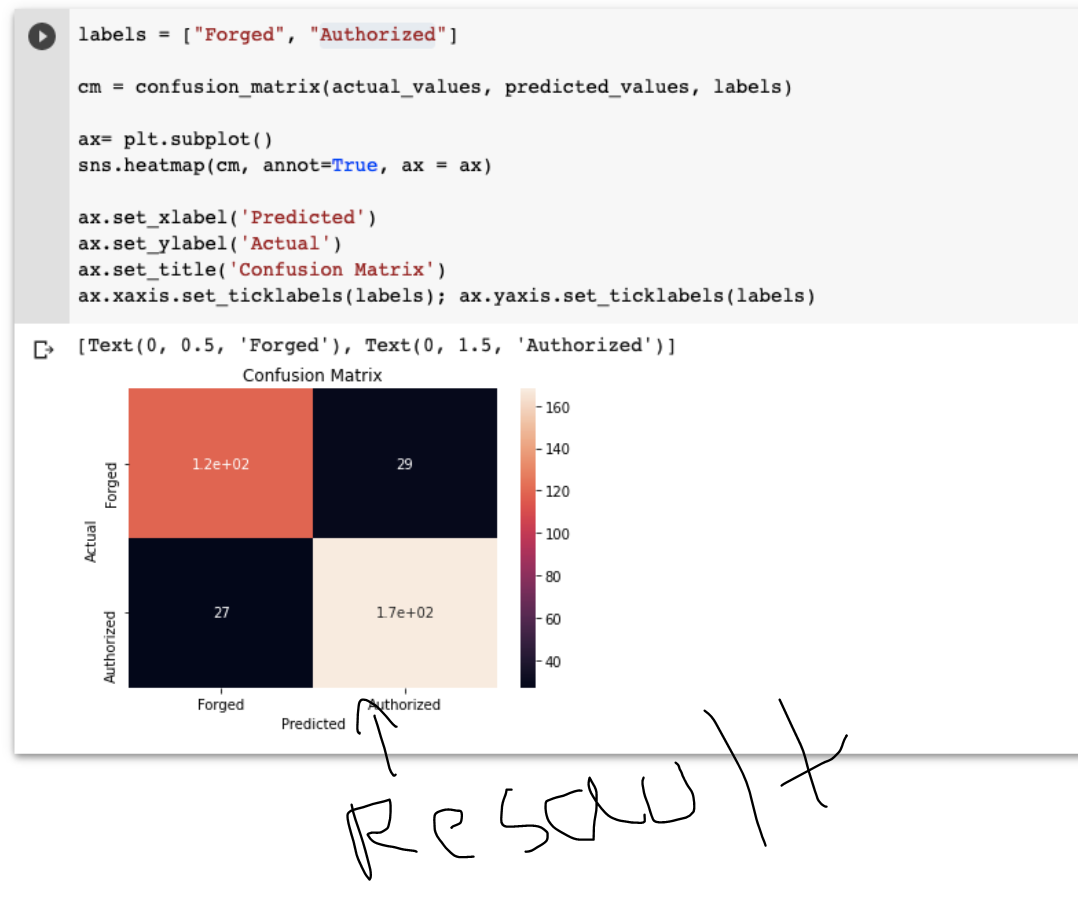 labels = ["Forged", "Authorized"]
cm = confusion_matrix(actual_values, predicted_values, labels)
ax= plt.subplot()
sns.heatmap(cm, annot=True, ax = ax)
ax.set_xlabel('Predicted')
ax.set_ylabel('Actual')
ax.set_title('Confusion Matrix')
ax.xaxis.set_ticklabels(labels); ax.yaxis.set_ticklabels(labels)
[Text(0, 0.5, 'Forged'), Text(0, 1.5, 'Authorized')]
Confusion Matrix
Actual
Forged
1.2e+02
29
Authorized
27
1.7e+02
Forged
Authorized
Predicted
160
140
120
100
80
60
40
Resault